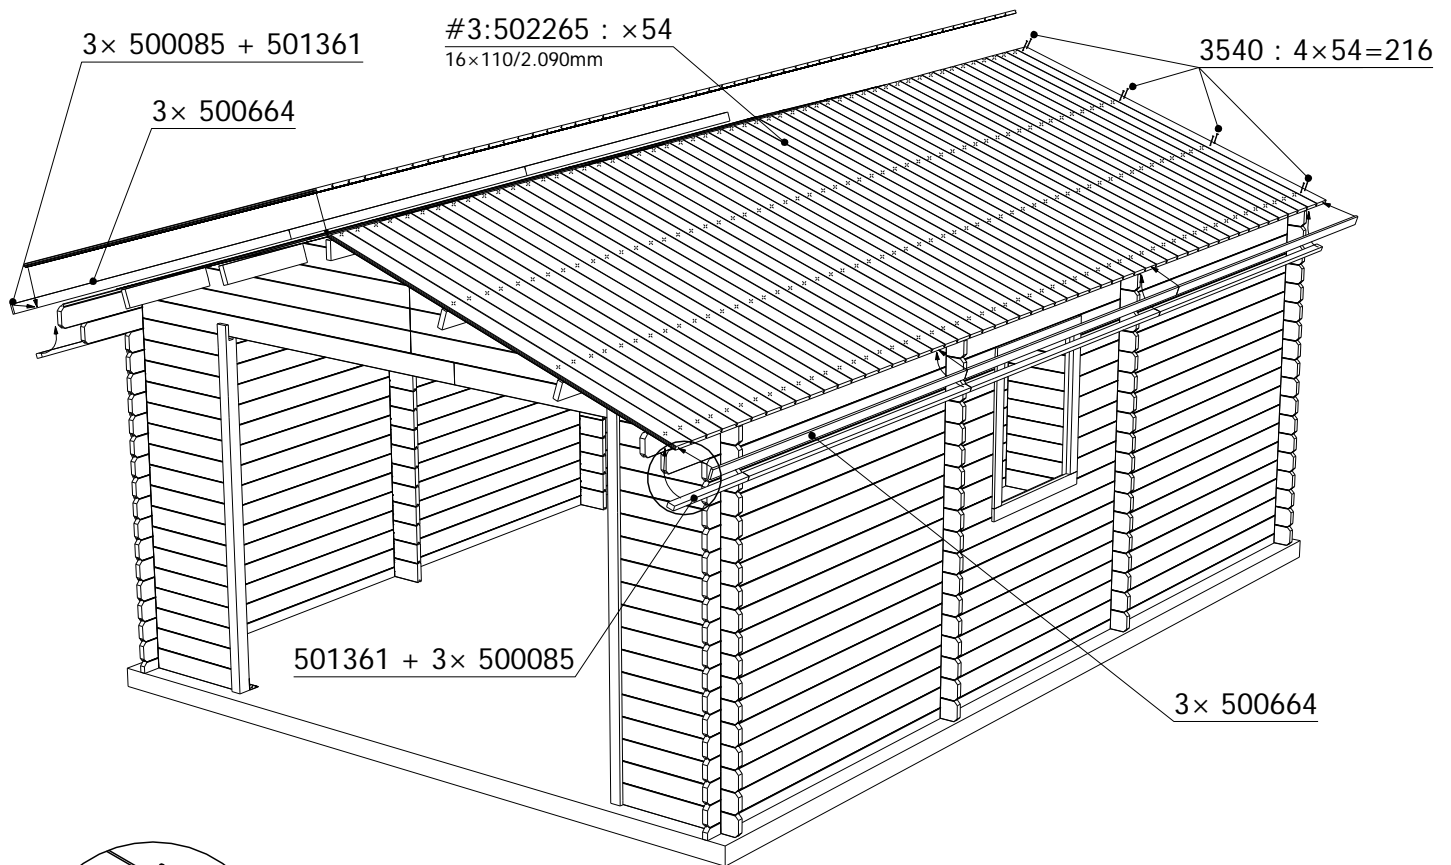 3× 500085 + 501361
#3:502265 : ×54
16×110/2.090mm
3540 : 4×54=216
3× 500664
501361 + 3× 500085
3× 500664